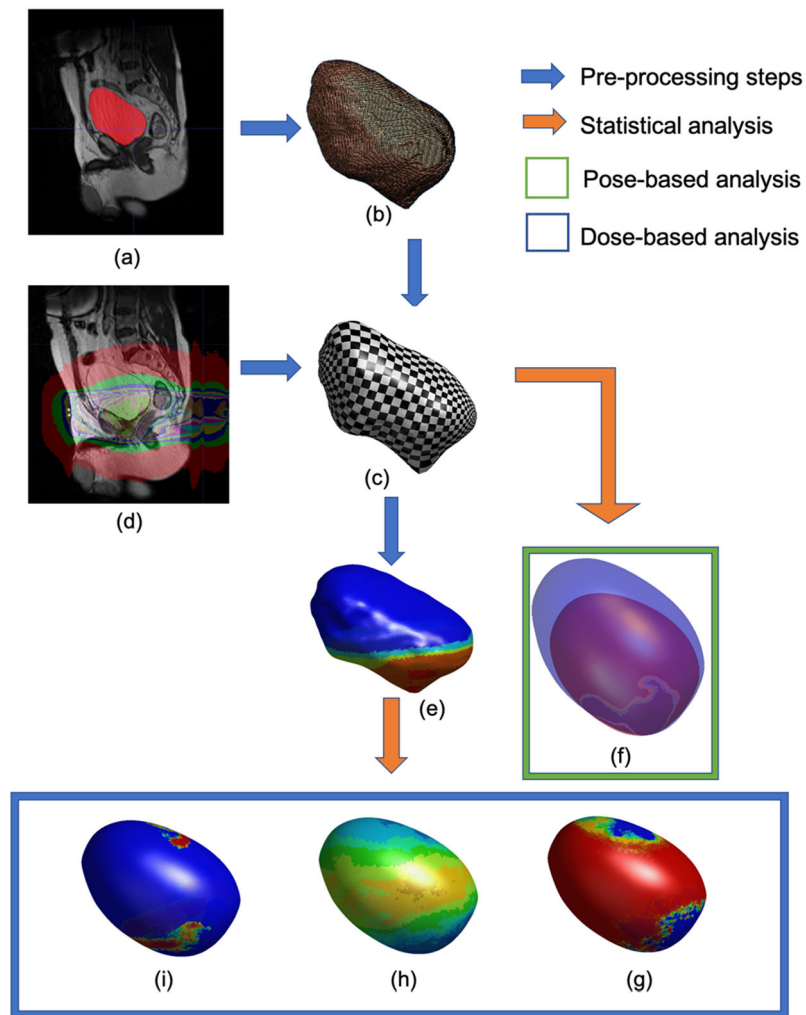 Pre-processing steps
Statistical analysis
Pose-based analysis
Dose-based analysis
(a)
(b)
(c)
(d)
(e)
(f)
(i)
(h)
(g)